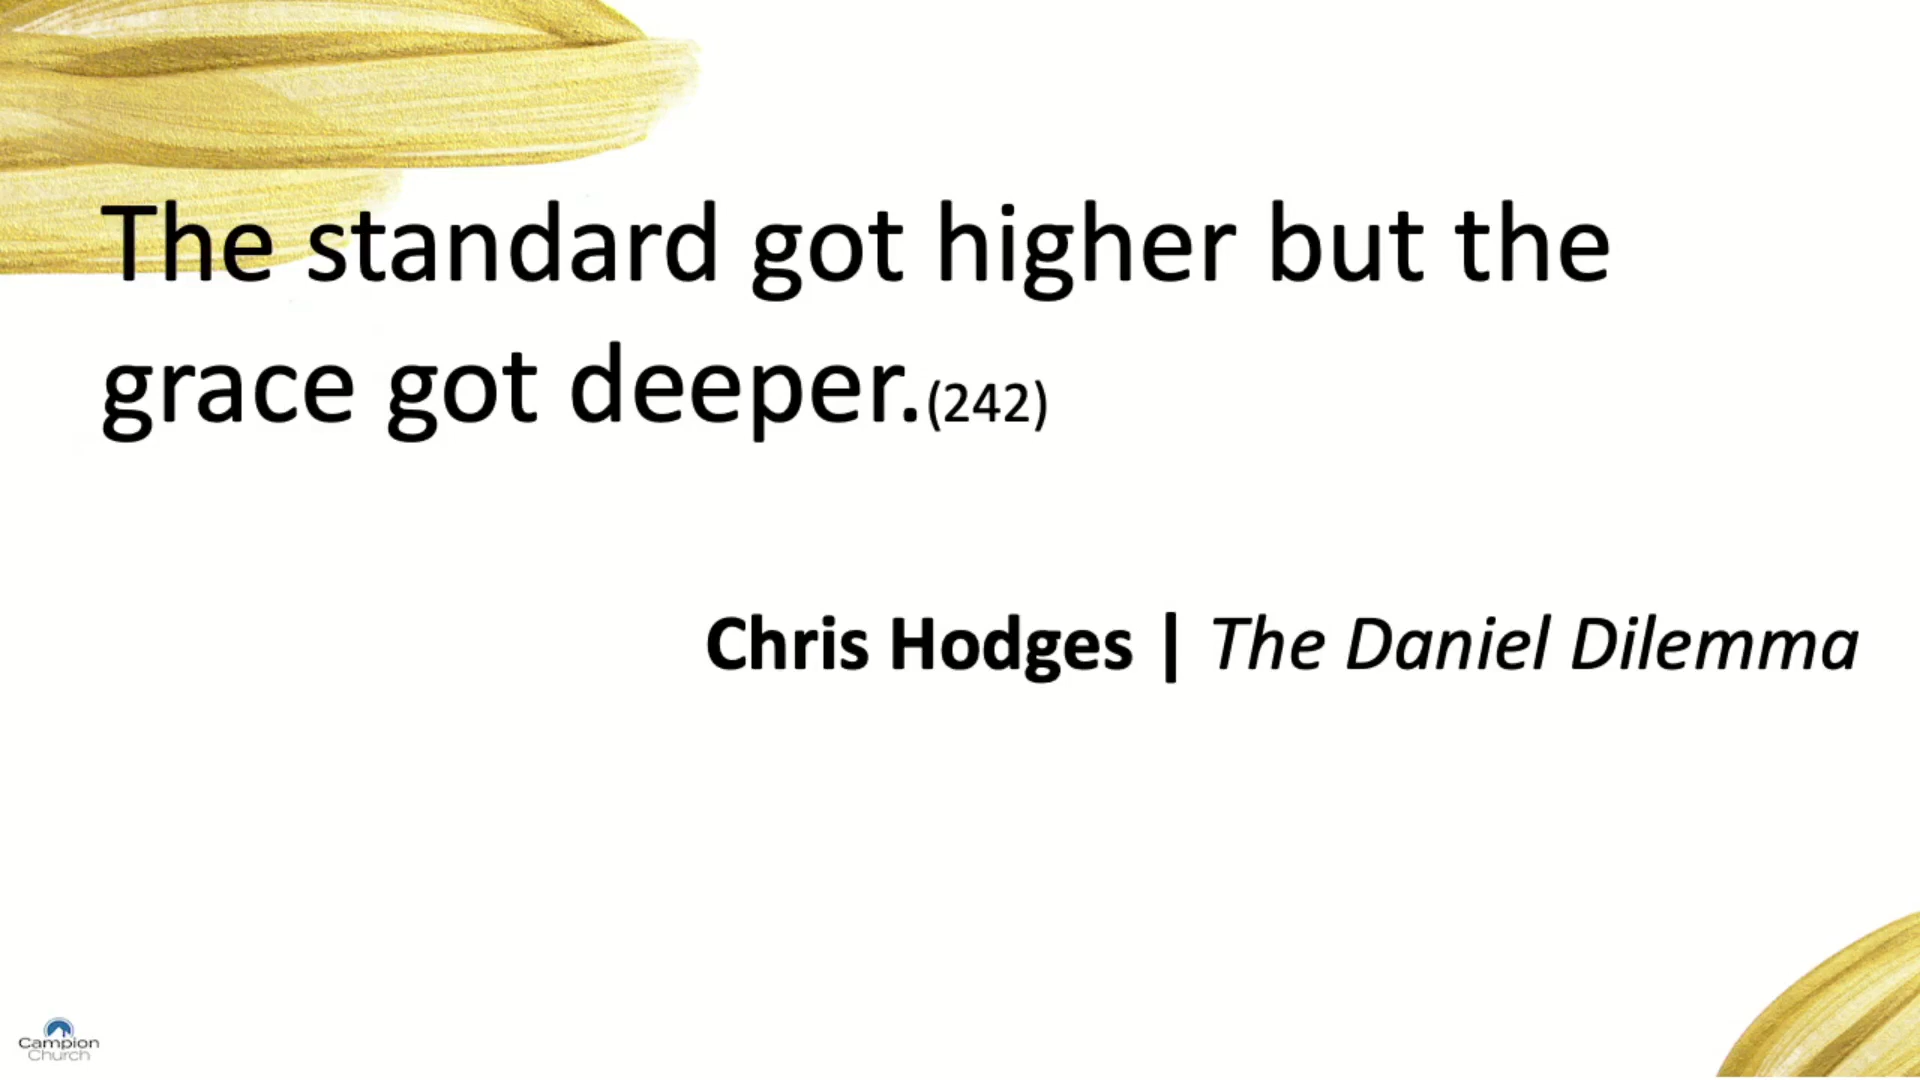 The standard got higher but the
grace got deeper.(242)
Chris Hodges | The Daniel Dilemma
Campion
Church